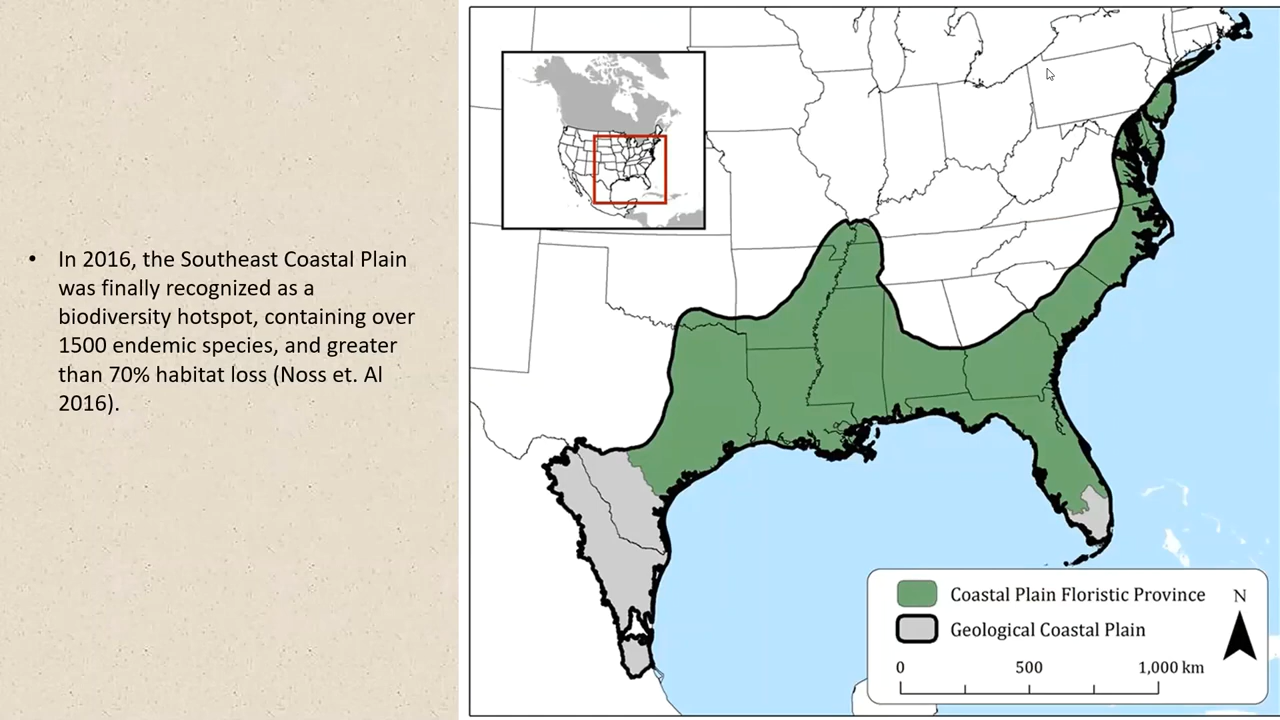 • In 2016, the Southeast Coastal Plain
was finally recognized as a
biodiversity hotspot, containing over
1500 endemic species, and greater
than 70% habitat loss (Noss et. Al
2016).
Coastal Plain Floristic Province
Geological Coastal Plain
N
0 500 1,000 km